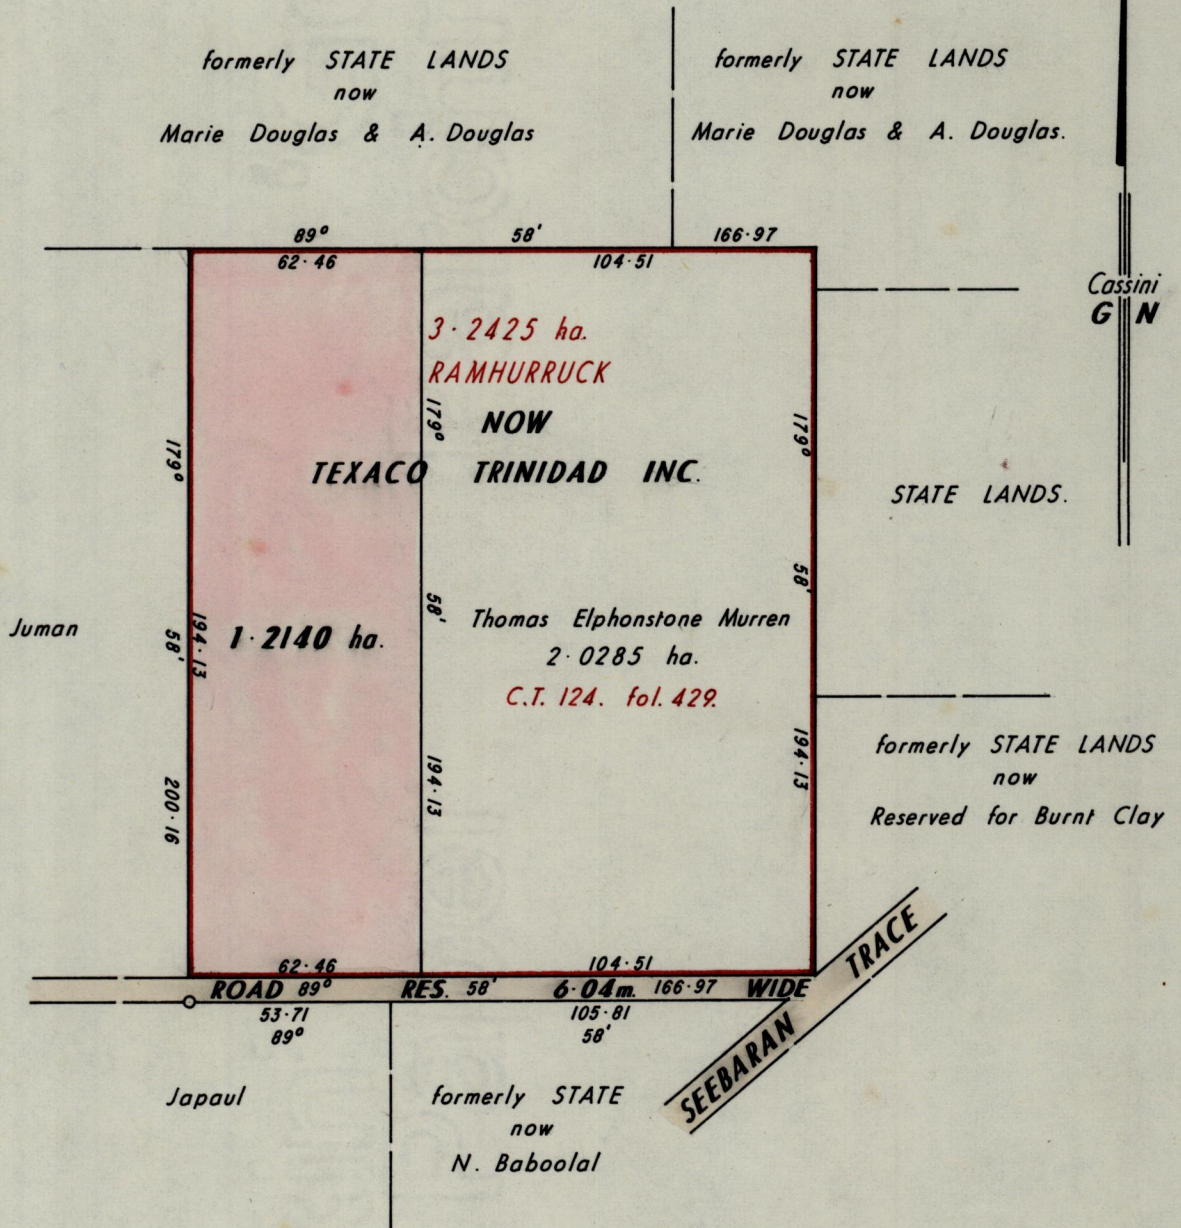 formerly STATE LANDS
now
Marie Douglas & A. Douglas
formerly STATE LANDS
now
Marie Douglas & A. Douglas.
89° 58' 166·97
62·46 104·51
Cassini
G N
3·2425 ha.
RAMHURRUCK
NOW
TEXACO TRINIDAD INC.
179°
58'
200·16
194·13
179°
58'
194·13
179°
58'
194·13
STATE LANDS.
Juman
1·2140 ha.
Thomas Elphonstone Murren
2·0285 ha.
C.T. 124. fol. 429.
formerly STATE LANDS
now
Reserved for Burnt Clay
62·46 104·51
ROAD 89° RES. 58' 6·04m. 166·97 WIDE
53·71 105·81
89° 58'
SEEBARAN TRACE
Japaul
formerly STATE
now
N. Baboolal